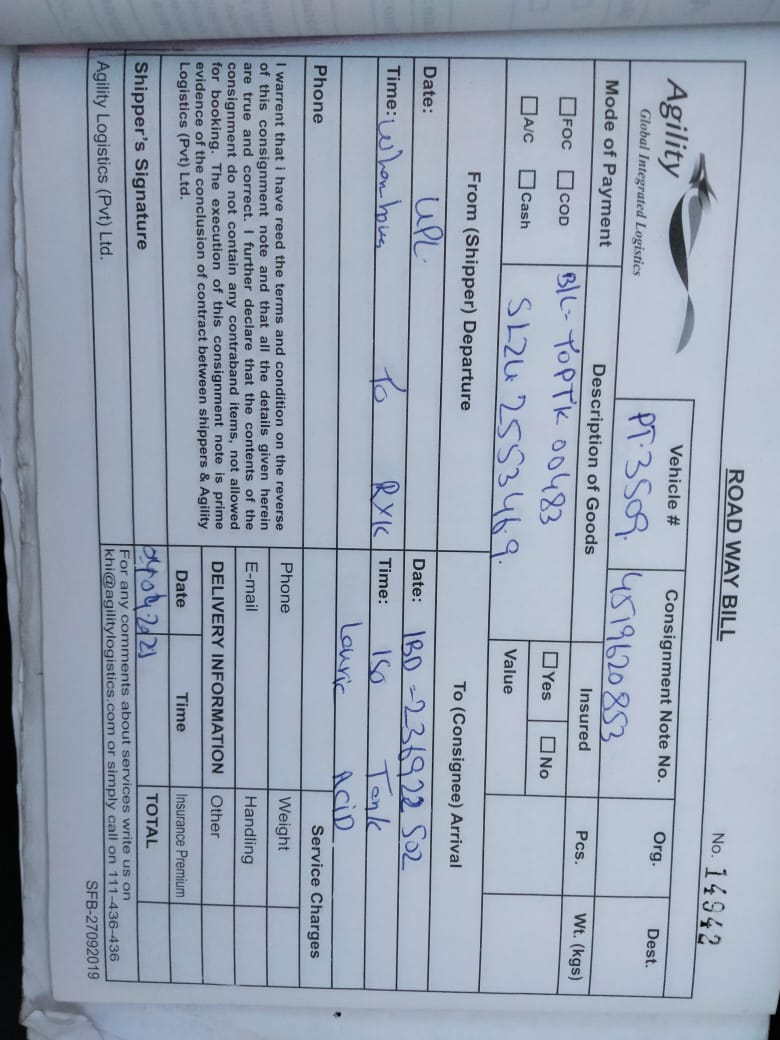 ROAD WAY BILL
No. 14942
Agility
Global Integrated Logistics
Vehicle #
PT-3509.
Consignment Note No.
4519620853
Org.
Dest.
Mode of Payment
FOC
COD
A/C
Cash
Description of Goods
B/L- TOPTK 00483
SLZU 2553469.
Insured
Yes
No
Value
Pcs.
Wt. (kgs)
From (Shipper) Departure
Date: UPL
Time: To RYK
Phone
To (Consignee) Arrival
Date: IBD -236922 502
Time: ISO Tank
Lauric ACiD
Service Charges
Phone
Weight
E-mail
Handling
DELIVERY INFORMATION
Other
Date
Time
Insurance Premium
TOTAL
I warrent that i have reed the terms and condition on the reverse
of this consignment note and that all the details given herein
are true and correct. I further declare that the contents of the
consignment do not contain any contraband items, not allowed
for booking. The execution of this consignment note is prime
evidence of the conclusion of contract between shippers & Agility
Logistics (Pvt) Ltd.
Shipper's Signature
Agility Logistics (Pvt) Ltd.
For any comments about services write us on
khi@agilitylogistics.com or simply call on 111-436-436
SFB-27092019